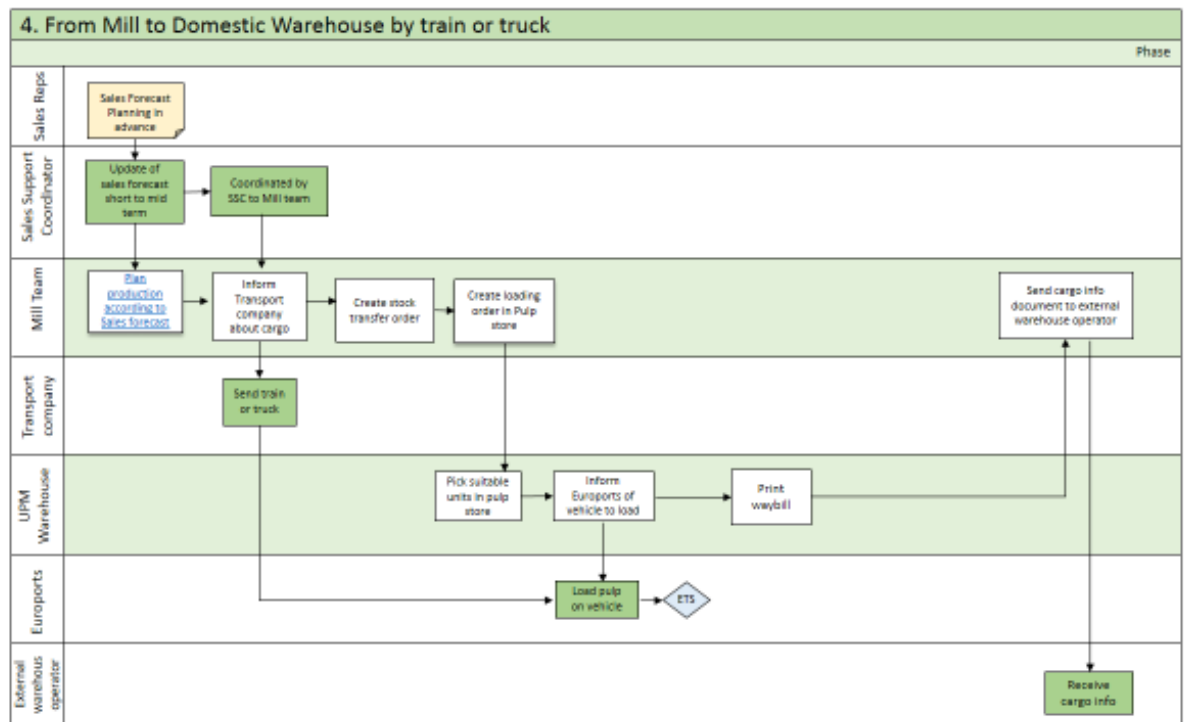 4. From Mill to Domestic Warehouse by train or truck
Phase
Sales Reps
Sales Forecast
Planning in
advance
Sales Support
Coordinator
Update of
sales forecast
short to mid
term
Coordinated by
SSC to Mill team
Mill Team
Plan
production
according to
Sales forecast
Inform
Transport
company
about cargo
Create stock
transfer order
Create loading
order in Pulp
store
Send cargo info
document to external
warehouse operator
Transport
company
Send train
or truck
UPM
Warehouse
Pick suitable
units in pulp
store
Inform
Euroports of
vehicle to load
Print
waybill
Euroports
Load pulp
on vehicle
ETS
External
warehous
operator
Receive
cargo info